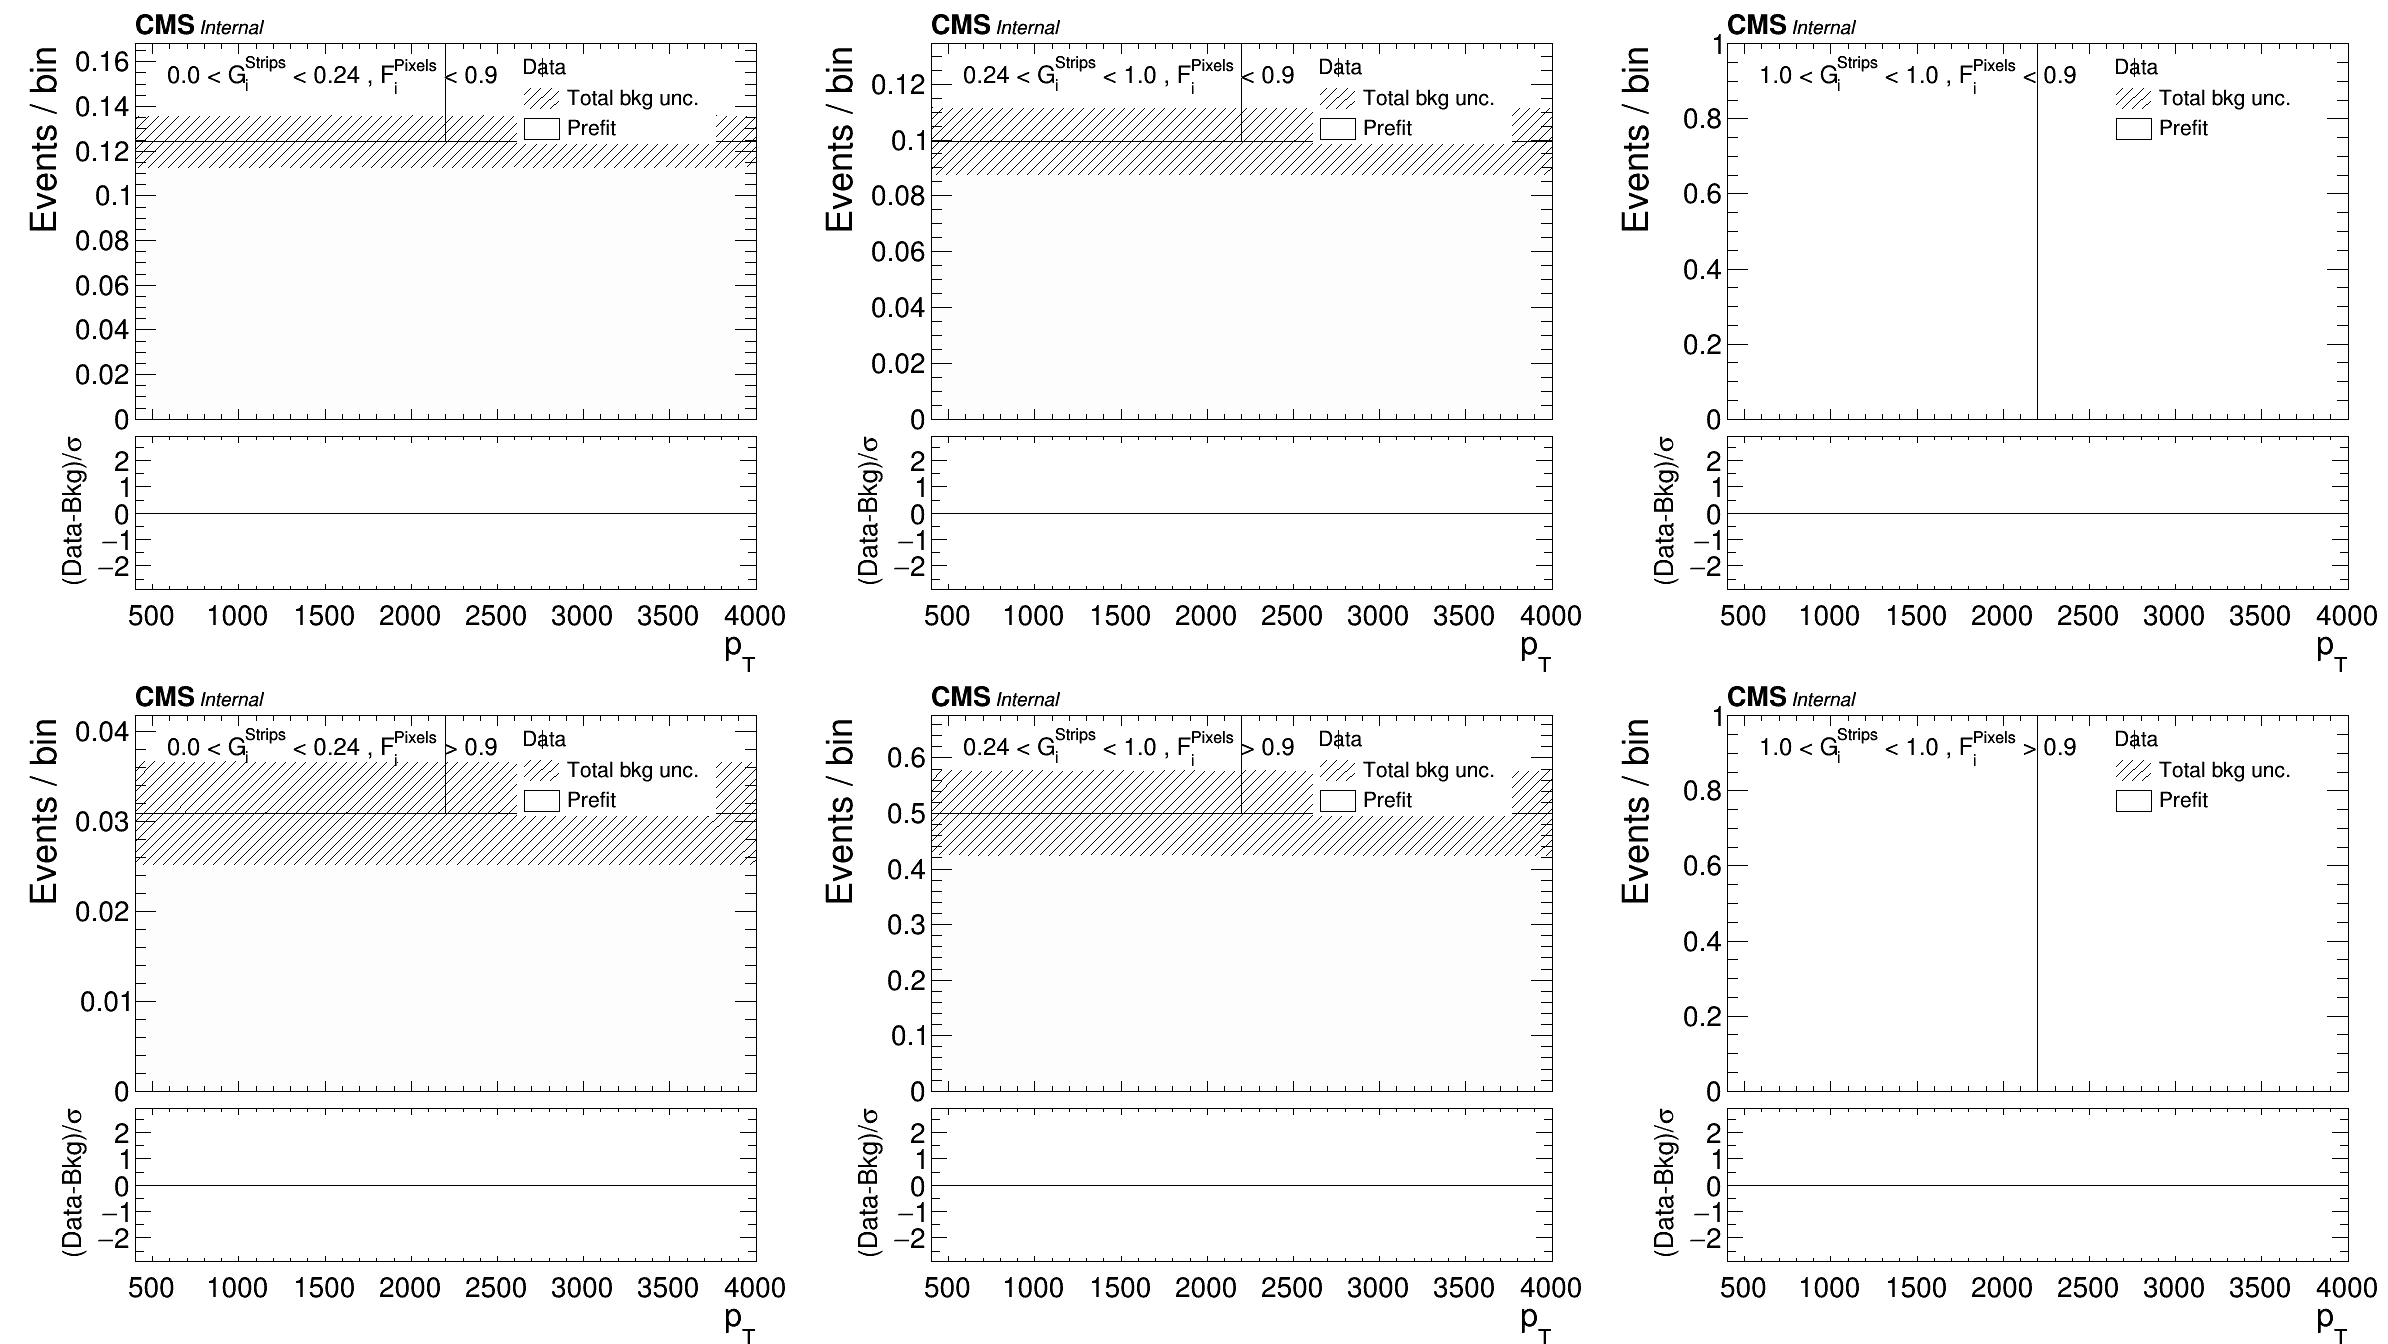 CMS Internal
Events / bin
0.0 < G_i^Strips < 0.24 , F_i^Pixels < 0.9
Data
Total bkg unc.
Prefit
0.16
0.14
0.12
0.1
0.08
0.06
0.04
0.02
0
(Data-Bkg)/σ
2
1
0
−1
−2
500 1000 1500 2000 2500 3000 3500 4000
p_T
CMS Internal
Events / bin
0.24 < G_i^Strips < 1.0 , F_i^Pixels < 0.9
Data
Total bkg unc.
Prefit
0.12
0.1
0.08
0.06
0.04
0.02
0
(Data-Bkg)/σ
2
1
0
−1
−2
500 1000 1500 2000 2500 3000 3500 4000
p_T
CMS Internal
Events / bin
1.0 < G_i^Strips < 1.0 , F_i^Pixels < 0.9
Data
Total bkg unc.
Prefit
1
0.8
0.6
0.4
0.2
0
(Data-Bkg)/σ
2
1
0
−1
−2
500 1000 1500 2000 2500 3000 3500 4000
p_T
CMS Internal
Events / bin
0.0 < G_i^Strips < 0.24 , F_i^Pixels > 0.9
Data
Total bkg unc.
Prefit
0.04
0.03
0.02
0.01
0
(Data-Bkg)/σ
2
1
0
−1
−2
500 1000 1500 2000 2500 3000 3500 4000
p_T
CMS Internal
Events / bin
0.24 < G_i^Strips < 1.0 , F_i^Pixels > 0.9
Data
Total bkg unc.
Prefit
0.6
0.5
0.4
0.3
0.2
0.1
0
(Data-Bkg)/σ
2
1
0
−1
−2
500 1000 1500 2000 2500 3000 3500 4000
p_T
CMS Internal
Events / bin
1.0 < G_i^Strips < 1.0 , F_i^Pixels > 0.9
Data
Total bkg unc.
Prefit
1
0.8
0.6
0.4
0.2
0
(Data-Bkg)/σ
2
1
0
−1
−2
500 1000 1500 2000 2500 3000 3500 4000
p_T